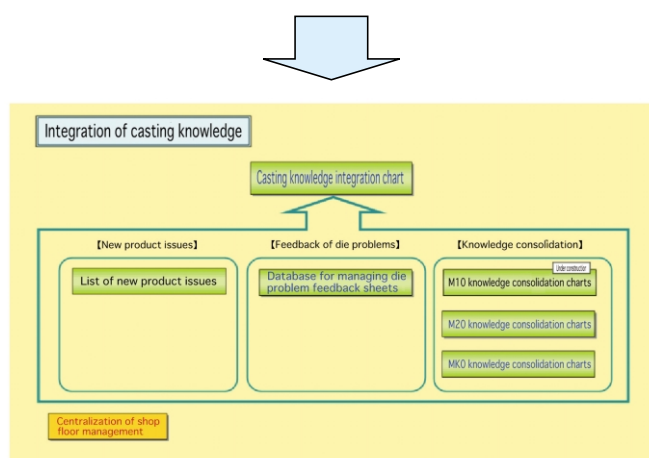 Integration of casting knowledge
Casting knowledge integration chart
【New product issues】
【Feedback of die problems】
【Knowledge consolidation】
List of new product issues
Database for managing die
problem feedback sheets
Under construction
M10 knowledge consolidation charts
M20 knowledge consolidation charts
MK0 knowledge consolidation charts
Centralization of shop
floor management